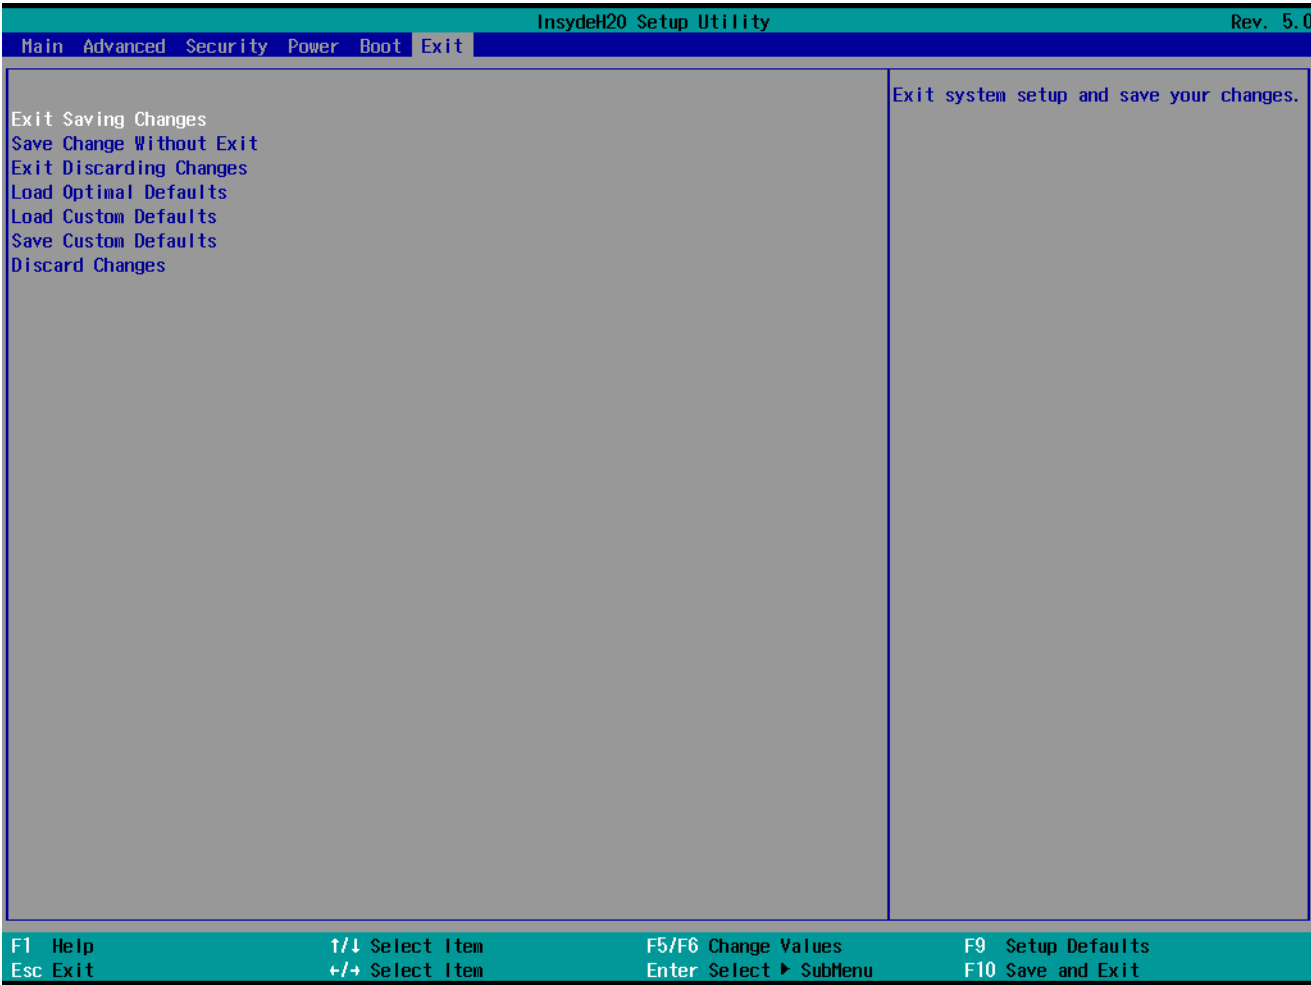 InsydeH20 Setup Utility Rev. 5.0
Main Advanced Security Power Boot Exit
Exit Saving Changes
Save Change Without Exit
Exit Discarding Changes
Load Optimal Defaults
Load Custom Defaults
Save Custom Defaults
Discard Changes
Exit system setup and save your changes.
F1 Help ↑/↓ Select Item F5/F6 Change Values F9 Setup Defaults
Esc Exit ←/→ Select Item Enter Select ▶ SubMenu F10 Save and Exit